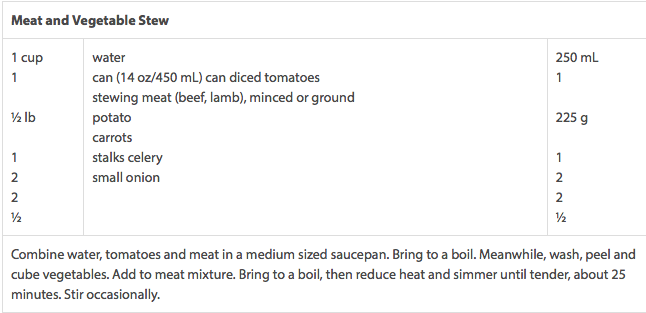 Meat and Vegetable Stew
1 cup water 250 mL
1 can (14 oz/450 mL) can diced tomatoes 1
stewing meat (beef, lamb), minced or ground
½ lb potato 225 g
carrots
1 stalks celery 1
2 small onion 2
2 2
½ ½
Combine water, tomatoes and meat in a medium sized saucepan. Bring to a boil. Meanwhile, wash, peel and
cube vegetables. Add to meat mixture. Bring to a boil, then reduce heat and simmer until tender, about 25
minutes. Stir occasionally.